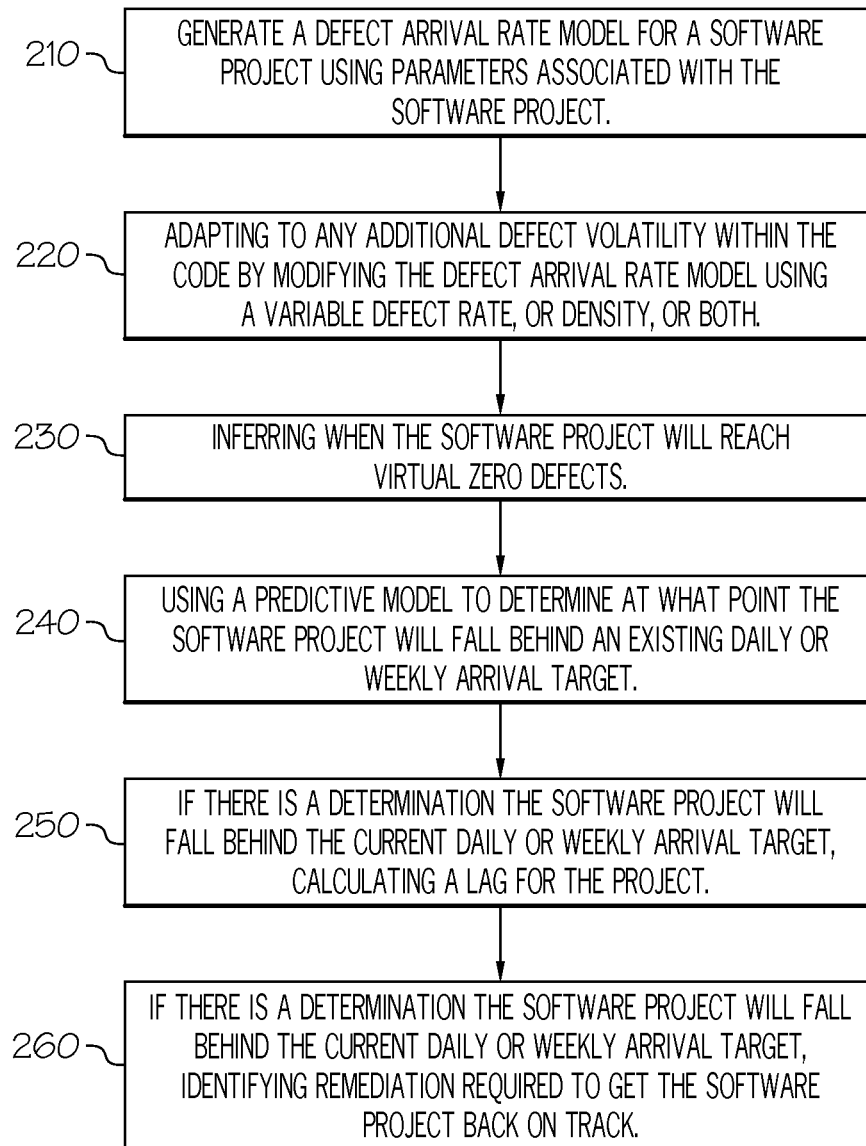 210
GENERATE A DEFECT ARRIVAL RATE MODEL FOR A SOFTWARE
PROJECT USING PARAMETERS ASSOCIATED WITH THE
SOFTWARE PROJECT.
220
ADAPTING TO ANY ADDITIONAL DEFECT VOLATILITY WITHIN THE
CODE BY MODIFYING THE DEFECT ARRIVAL RATE MODEL USING
A VARIABLE DEFECT RATE, OR DENSITY, OR BOTH.
230
INFERRING WHEN THE SOFTWARE PROJECT WILL REACH
VIRTUAL ZERO DEFECTS.
240
USING A PREDICTIVE MODEL TO DETERMINE AT WHAT POINT THE
SOFTWARE PROJECT WILL FALL BEHIND AN EXISTING DAILY OR
WEEKLY ARRIVAL TARGET.
250
IF THERE IS A DETERMINATION THE SOFTWARE PROJECT WILL
FALL BEHIND THE CURRENT DAILY OR WEEKLY ARRIVAL TARGET,
CALCULATING A LAG FOR THE PROJECT.
260
IF THERE IS A DETERMINATION THE SOFTWARE PROJECT WILL FALL
BEHIND THE CURRENT DAILY OR WEEKLY ARRIVAL TARGET,
IDENTIFYING REMEDIATION REQUIRED TO GET THE SOFTWARE
PROJECT BACK ON TRACK.